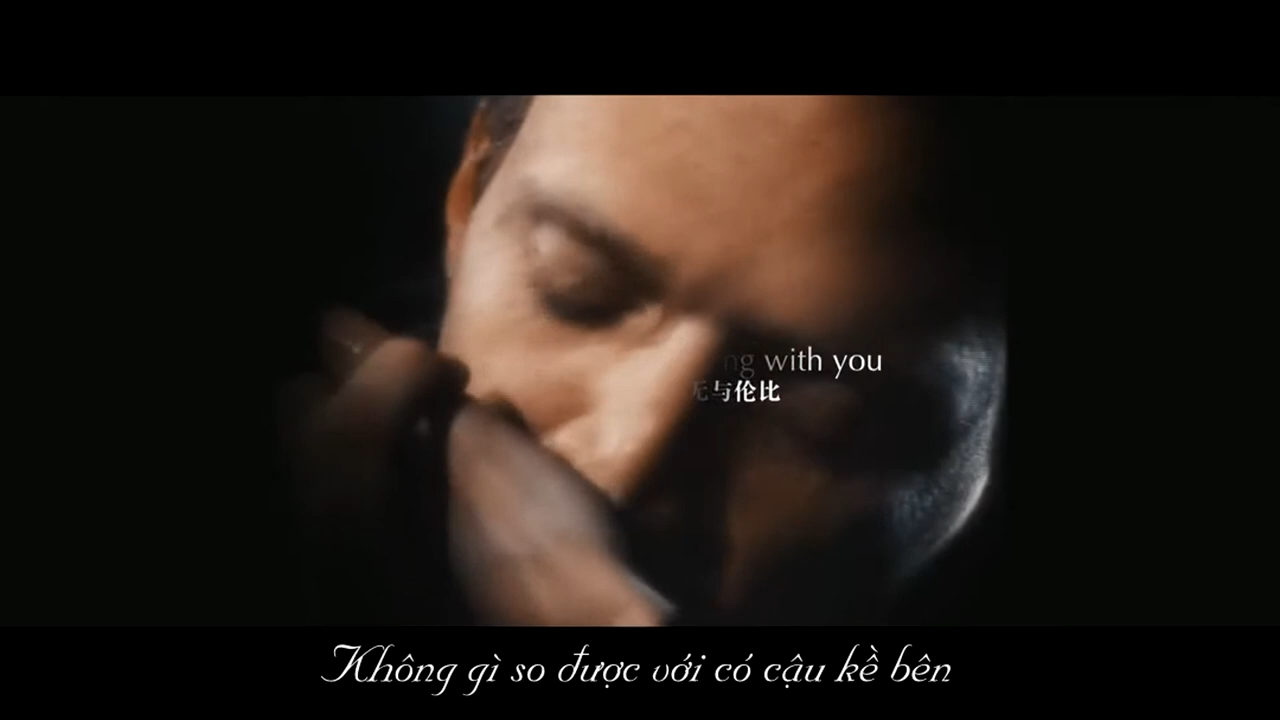 with you
与伦比
Không gì so được với có cậu kề bên